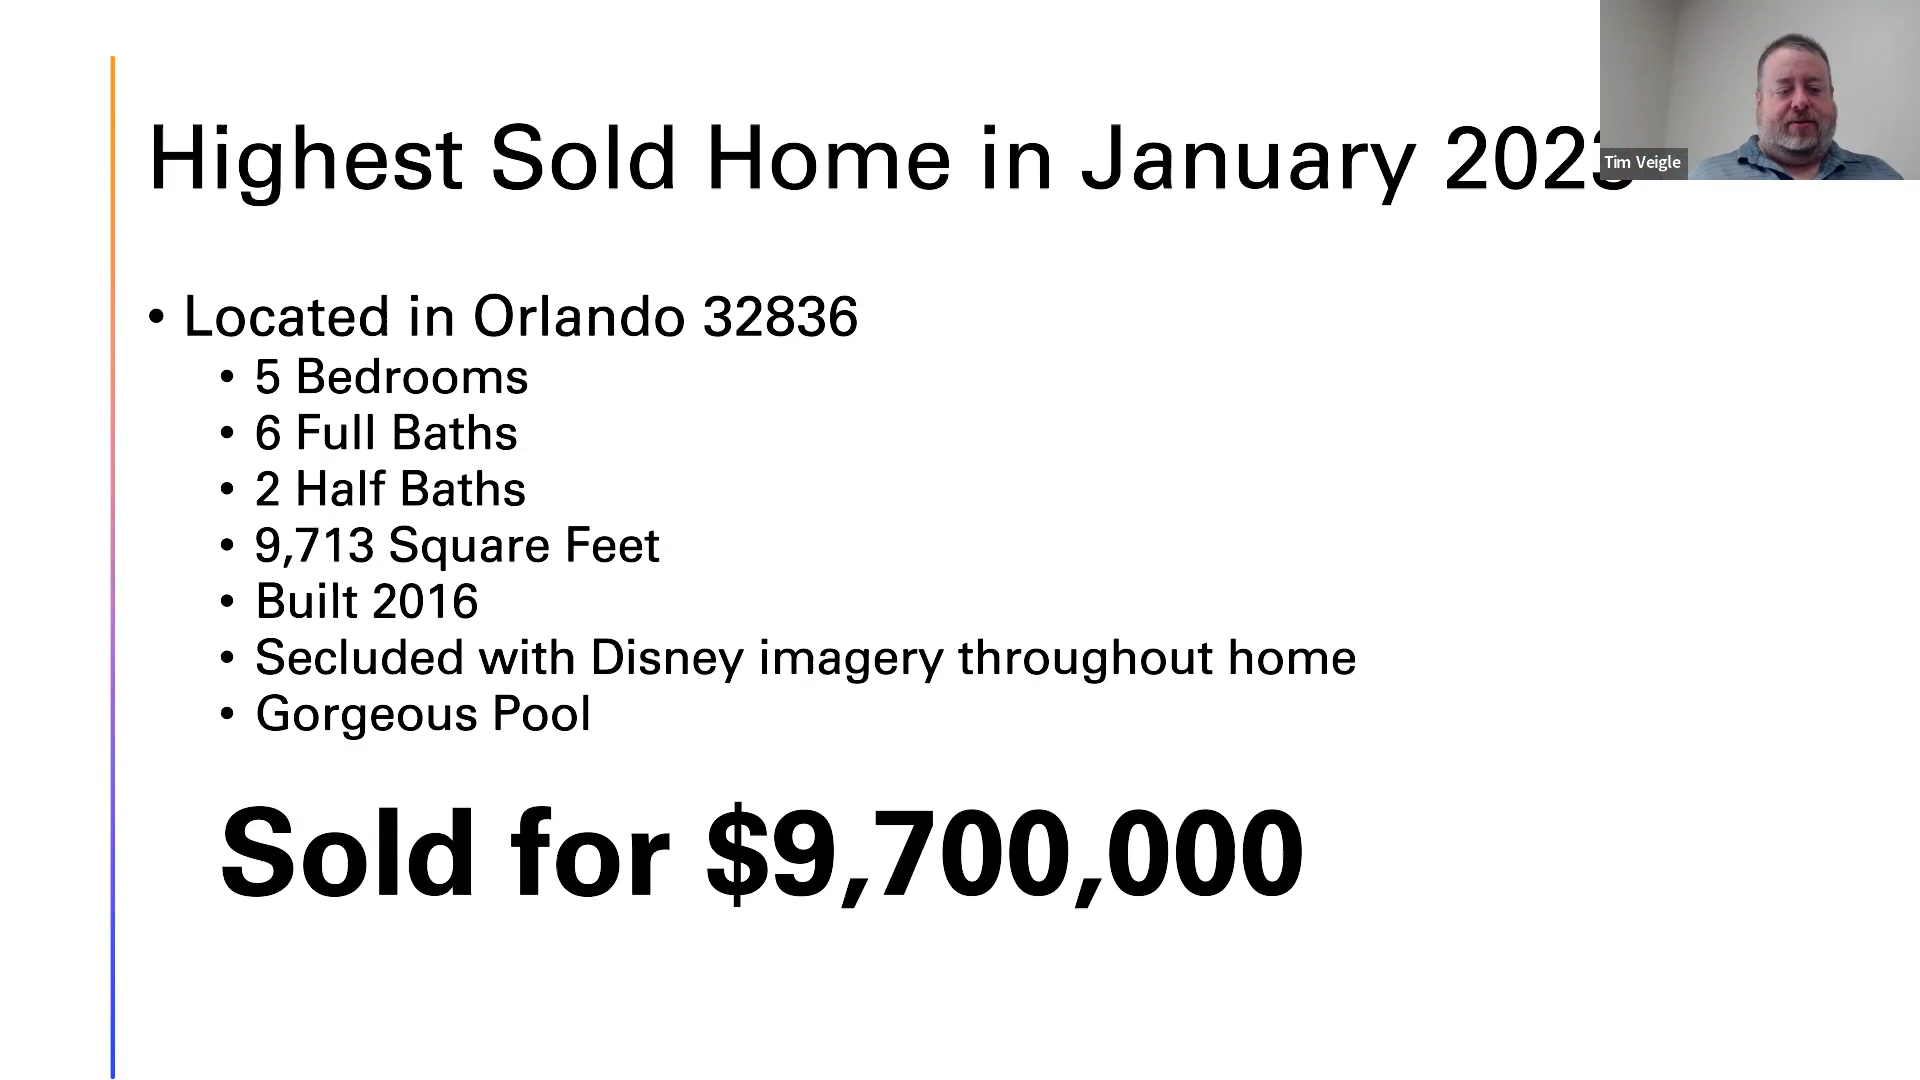 Highest Sold Home in January 2023
Tim Veigle
• Located in Orlando 32836
• 5 Bedrooms
• 6 Full Baths
• 2 Half Baths
• 9,713 Square Feet
• Built 2016
• Secluded with Disney imagery throughout home
• Gorgeous Pool
Sold for $9,700,000